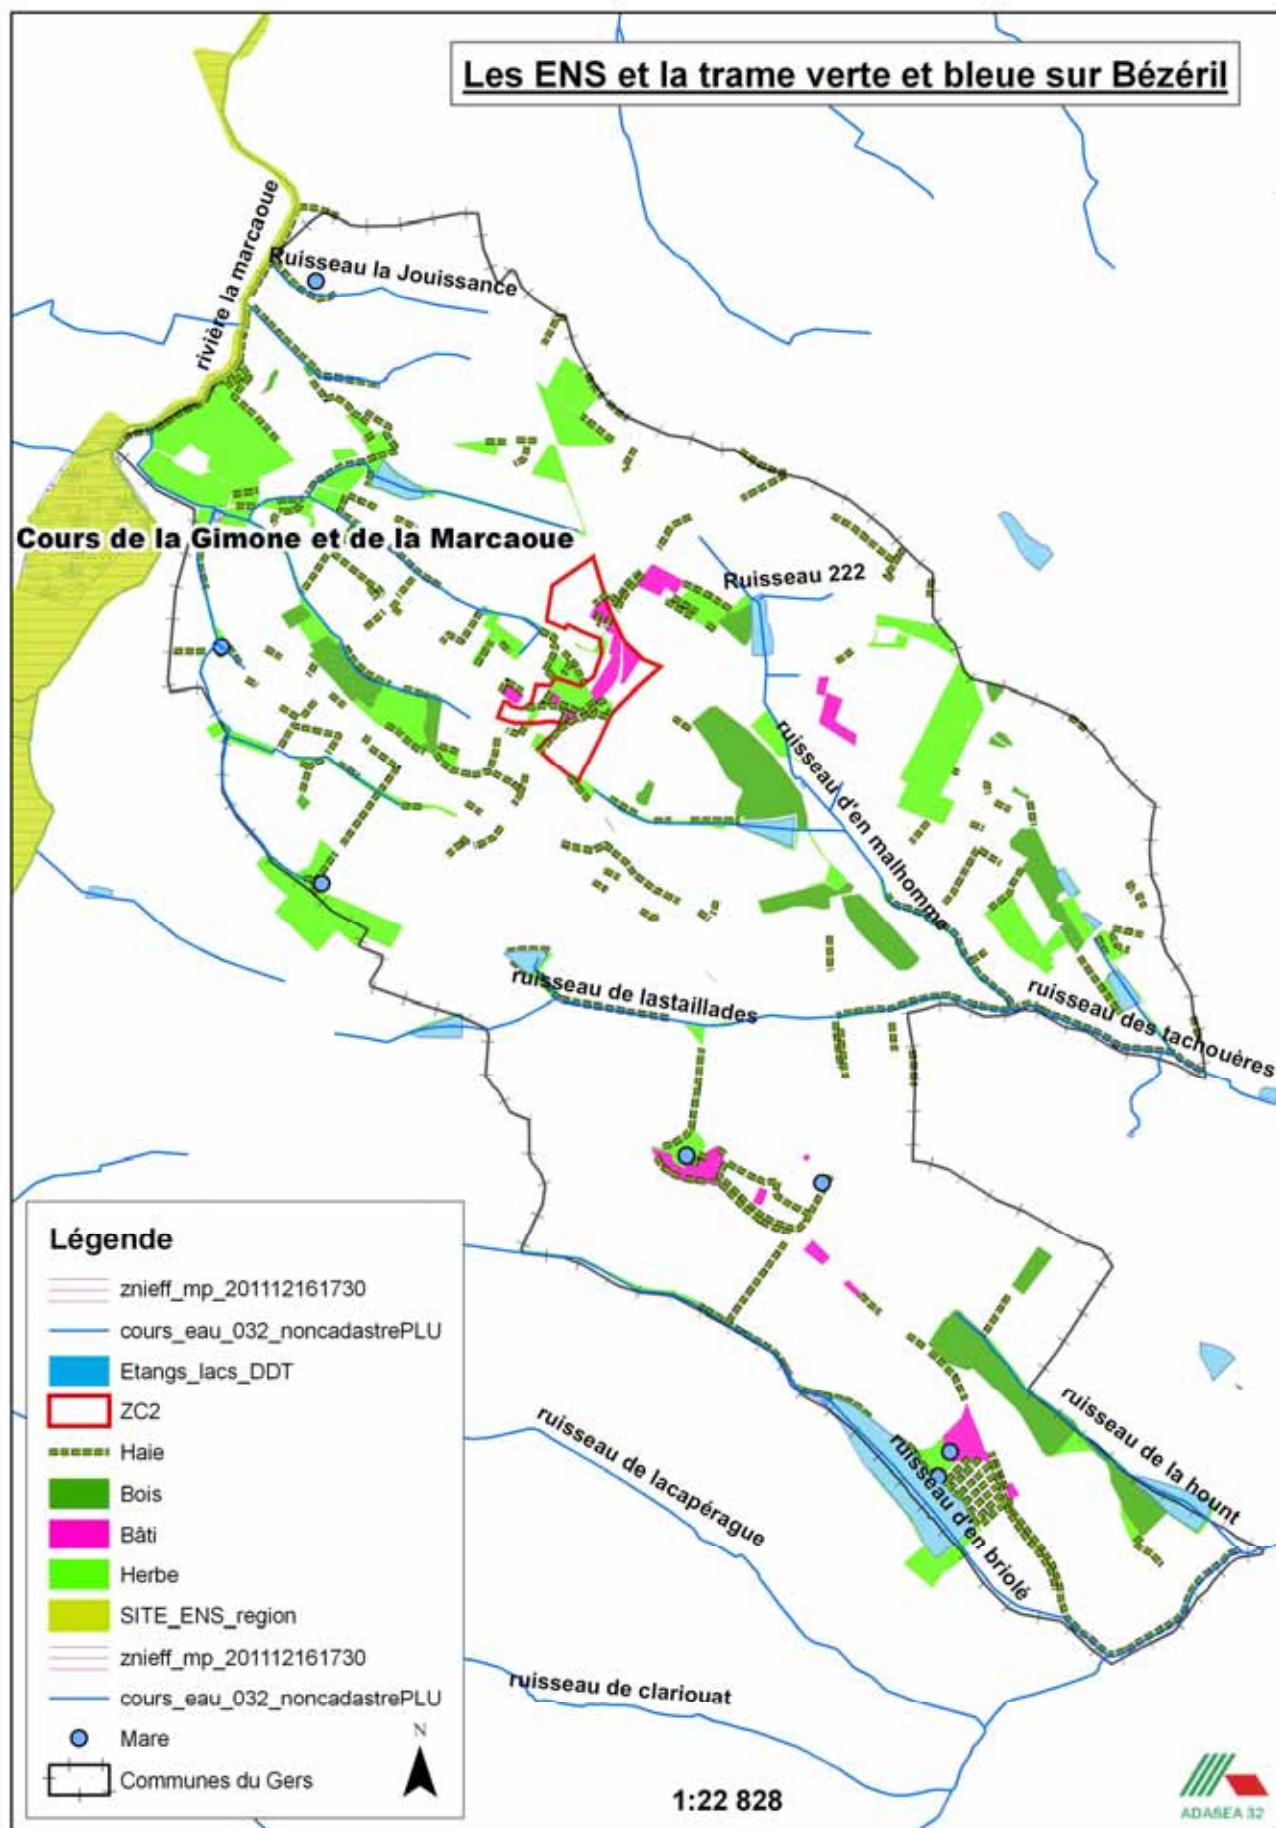 Les ENS et la trame verte et bleue sur Bézéril
rivière la marcaoue
Ruisseau la Jouissance
Cours de la Gimone et de la Marcaoue
Ruisseau 222
ruisseau d'en malhomme
ruisseau de lastaillades
ruisseau des tachouères
Légende
znieff_mp_201112161730
cours_eau_032_noncadastrePLU
Etangs_lacs_DDT
ZC2
Haie
Bois
Bâti
Herbe
SITE_ENS_region
znieff_mp_201112161730
cours_eau_032_noncadastrePLU
Mare
Communes du Gers
N
ruisseau de lacapérague
ruisseau d'en briolé
ruisseau de la hount
ruisseau de clariouat
1:22 828
ADASEA 32